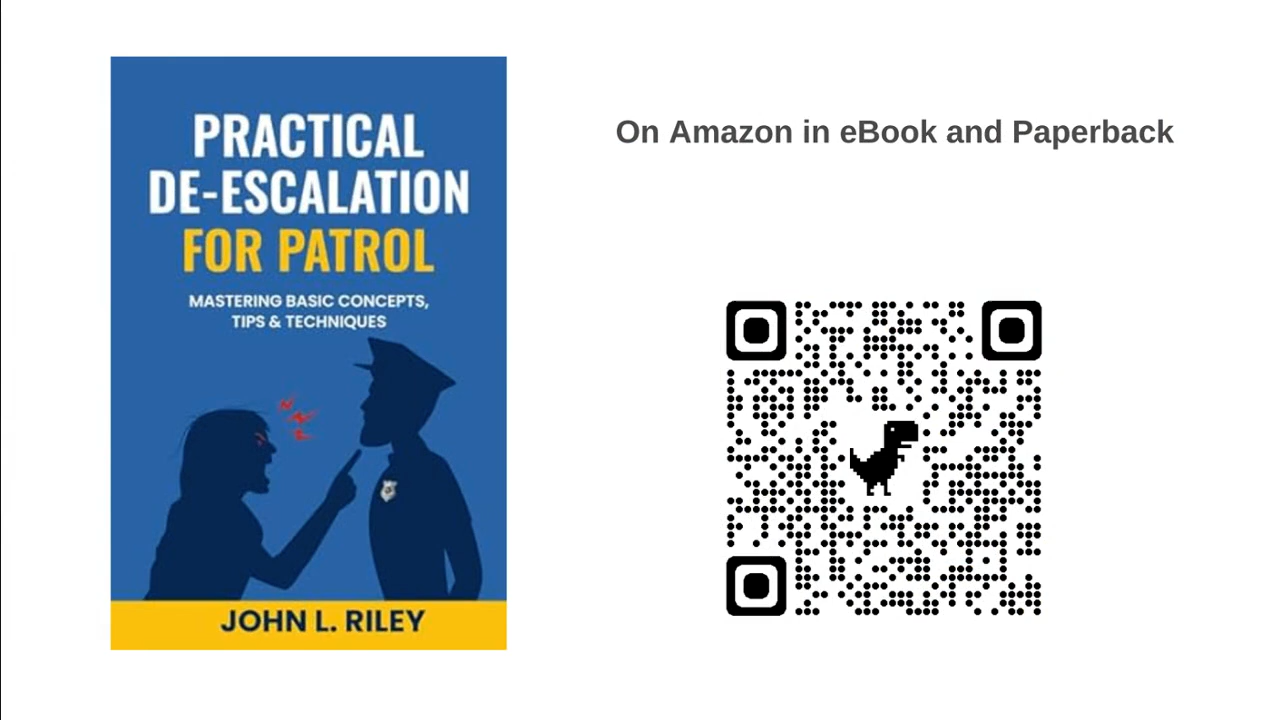 PRACTICAL
DE-ESCALATION
FOR PATROL
MASTERING BASIC CONCEPTS,
TIPS & TECHNIQUES
JOHN L. RILEY
On Amazon in eBook and Paperback